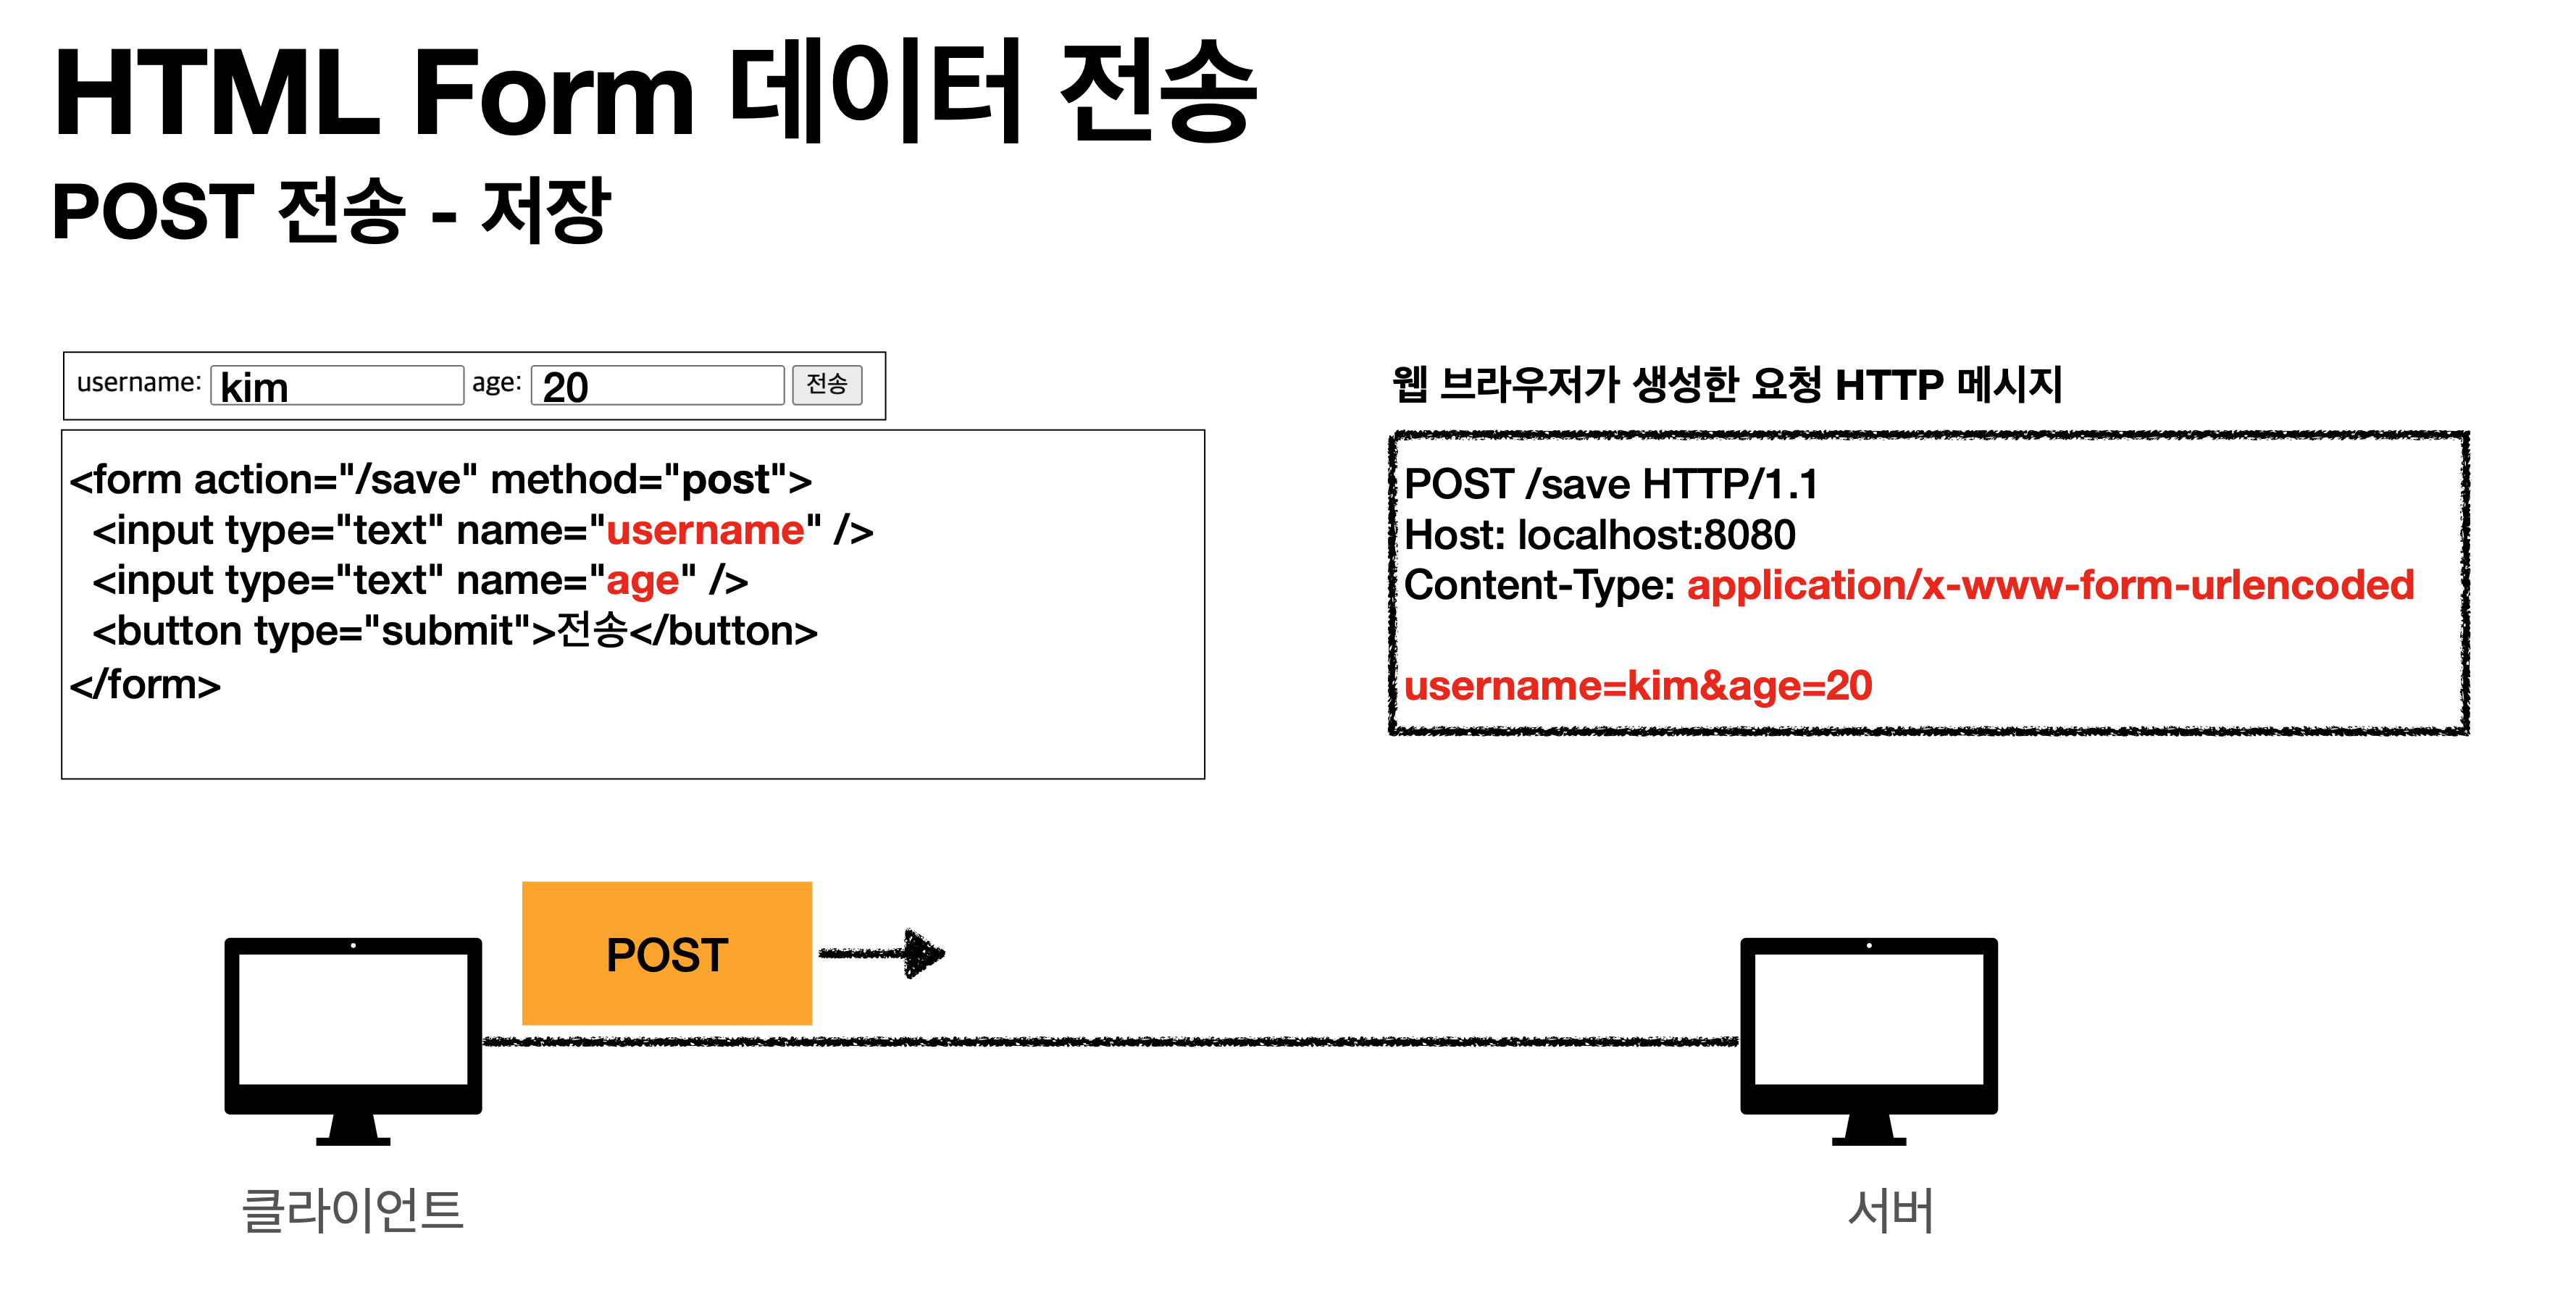 HTML Form 데이터 전송
POST 전송 - 저장
username: kim age: 20 전송
<form action="/save" method="post">
<input type="text" name="username" />
<input type="text" name="age" />
<button type="submit">전송</button>
</form>
웹 브라우저가 생성한 요청 HTTP 메시지
POST /save HTTP/1.1
Host: localhost:8080
Content-Type: application/x-www-form-urlencoded
username=kim&age=20
POST
클라이언트
서버